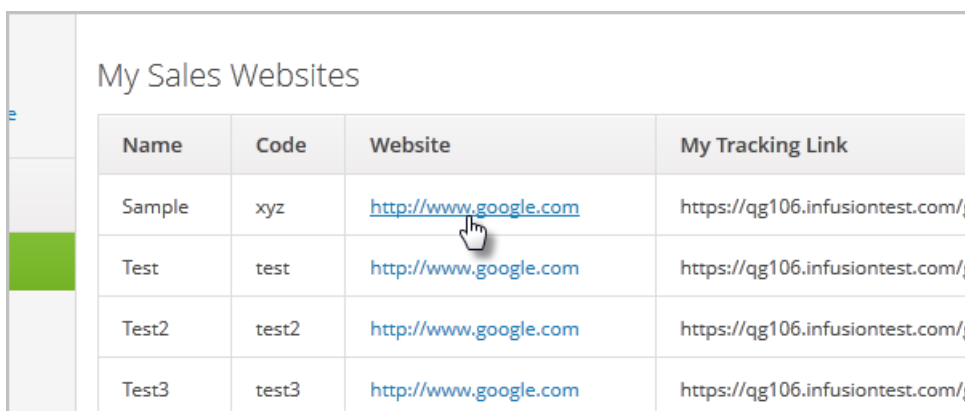 My Sales Websites
e
Name Code Website My Tracking Link
Sample xyz http://www.google.com https://qg106.infusiontest.com/
Test test http://www.google.com https://qg106.infusiontest.com/
Test2 test2 http://www.google.com https://qg106.infusiontest.com/
Test3 test3 http://www.google.com https://qg106.infusiontest.com/